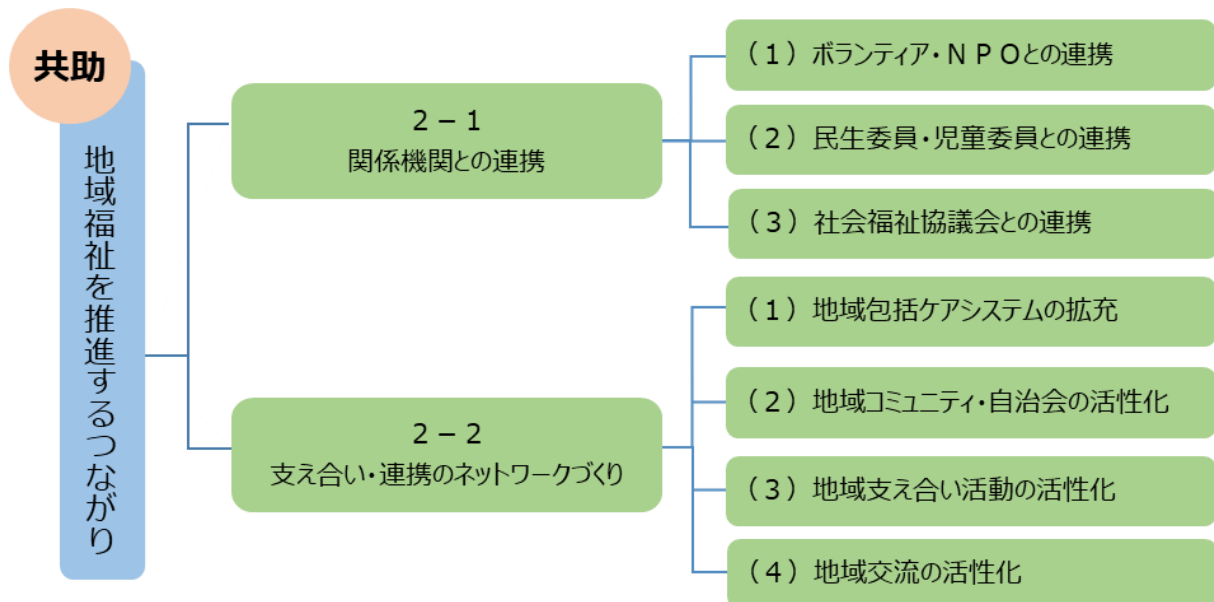 共助
地域福祉を推進するつながり
2－1
関係機関との連携
（1）ボランティア・ＮＰＯとの連携
（2）民生委員・児童委員との連携
（3）社会福祉協議会との連携
2－2
支え合い・連携のネットワークづくり
（1）地域包括ケアシステムの拡充
（2）地域コミュニティ・自治会の活性化
（3）地域支え合い活動の活性化
（4）地域交流の活性化